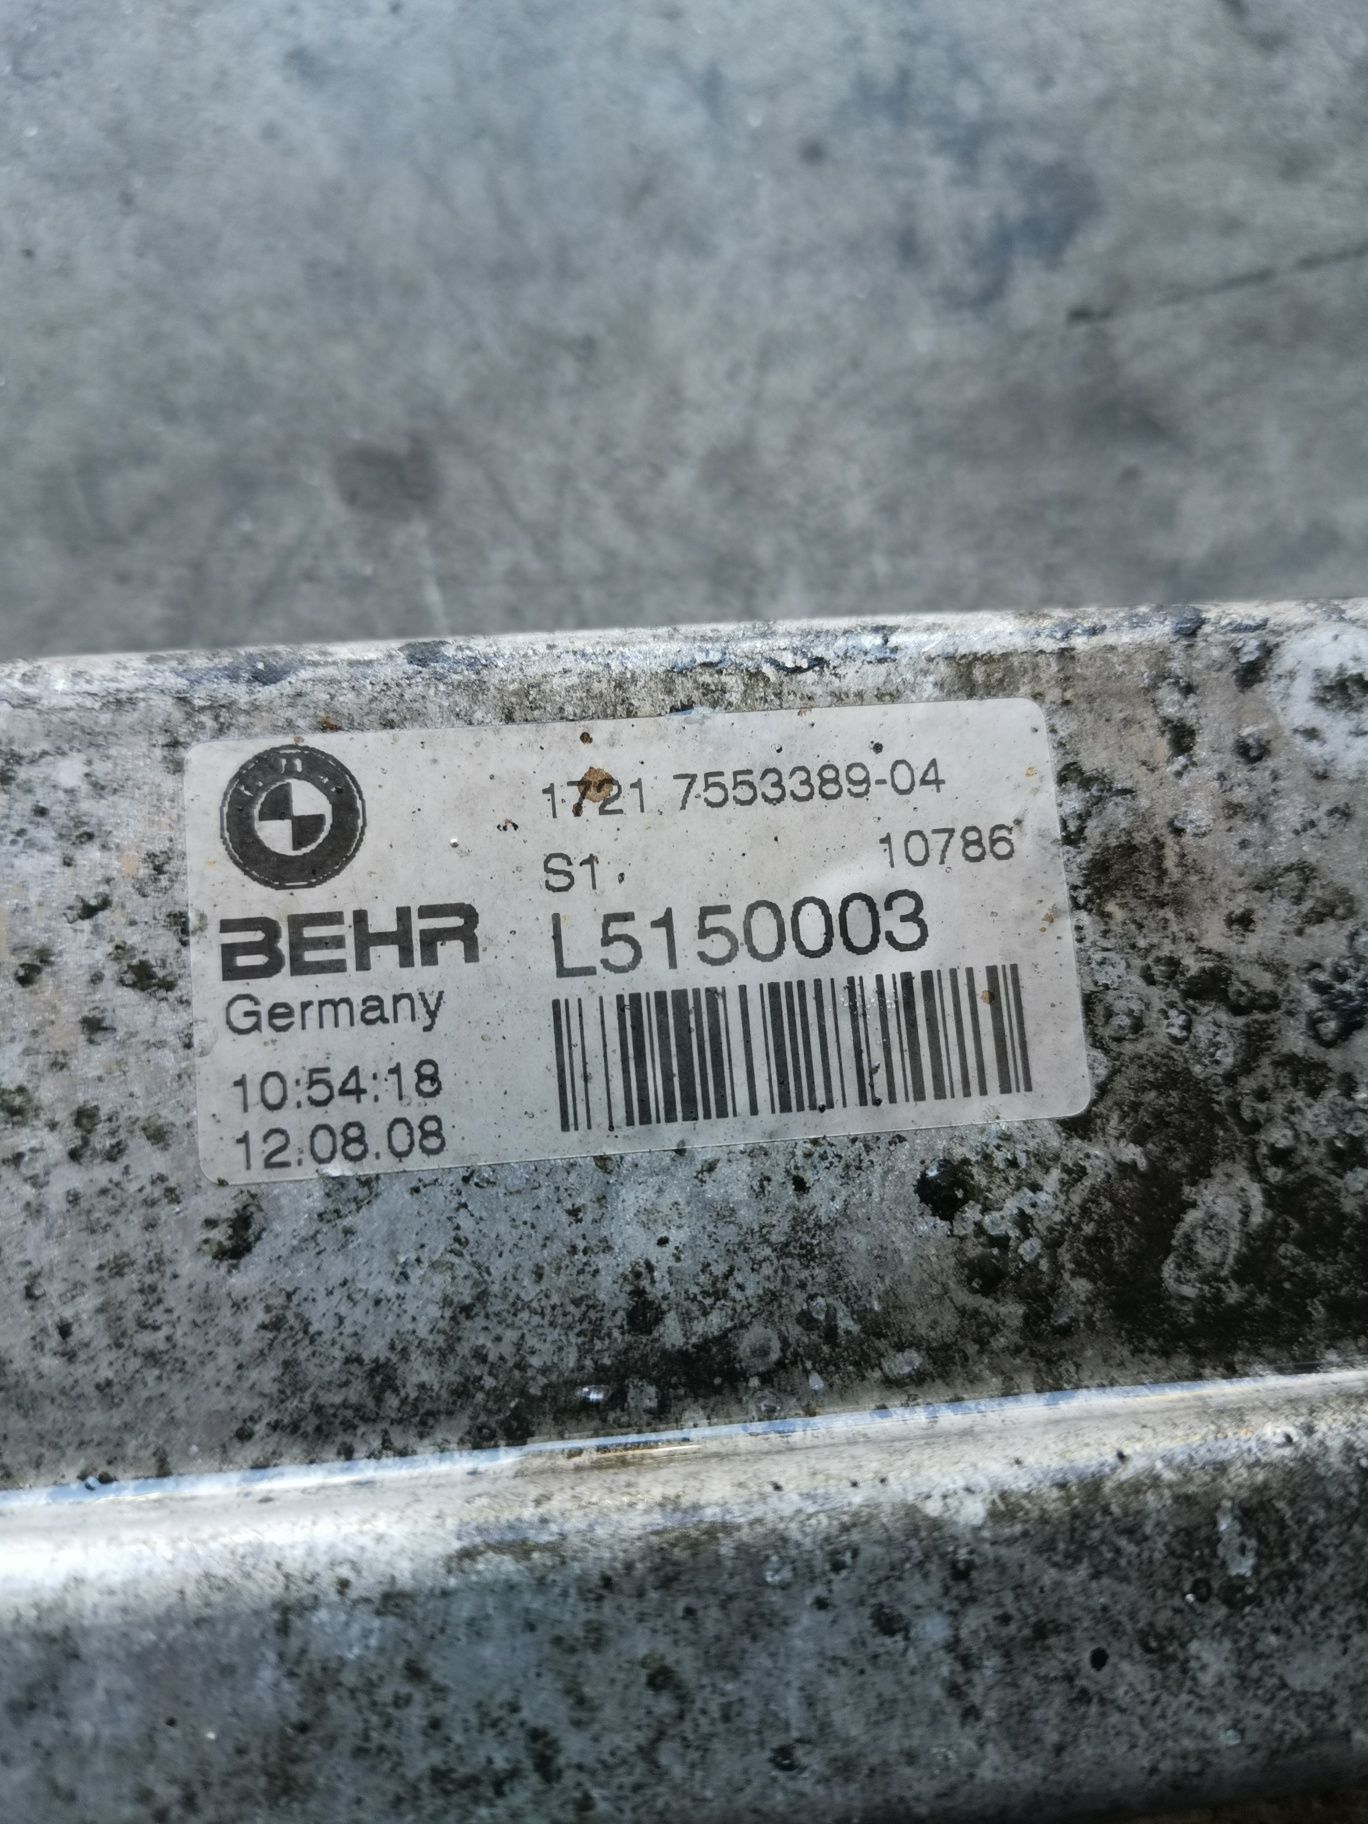 1721 7553389-04
S1. 10786
BEHR L5150003
Germany
10:54:18
12.08.08